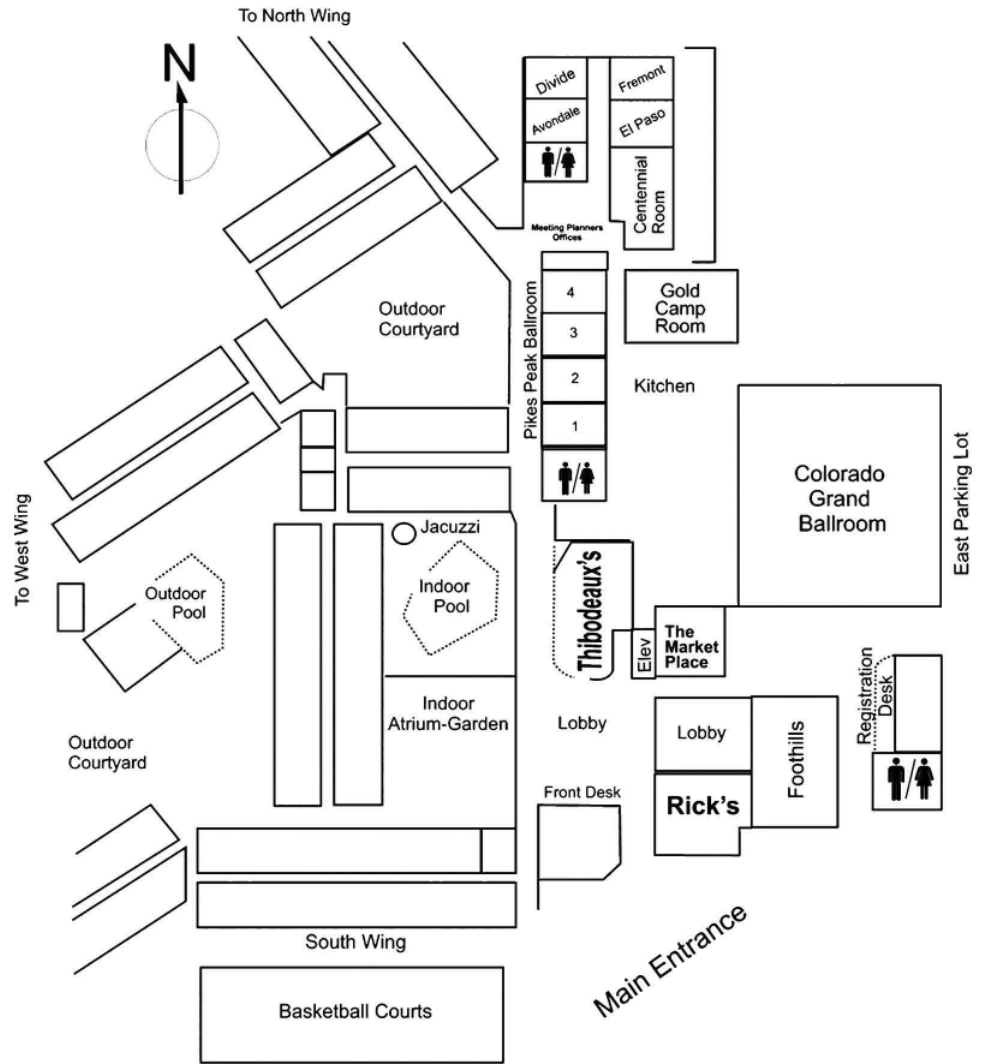 To North Wing
N
Divide
Fremont
Avondale
El Paso
Centennial
Room
Meeting Planners
Offices
Pikes Peak Ballroom
4
3
2
1
Gold
Camp
Room
Outdoor
Courtyard
Kitchen
Colorado
Grand
Ballroom
East Parking Lot
To West Wing
Jacuzzi
Outdoor
Pool
Indoor
Pool
Thibodeaux's
Elev
The
Market
Place
Registration
Desk
Indoor
Atrium-Garden
Lobby
Lobby
Foothills
Outdoor
Courtyard
Front Desk
Rick's
South Wing
Main Entrance
Basketball Courts